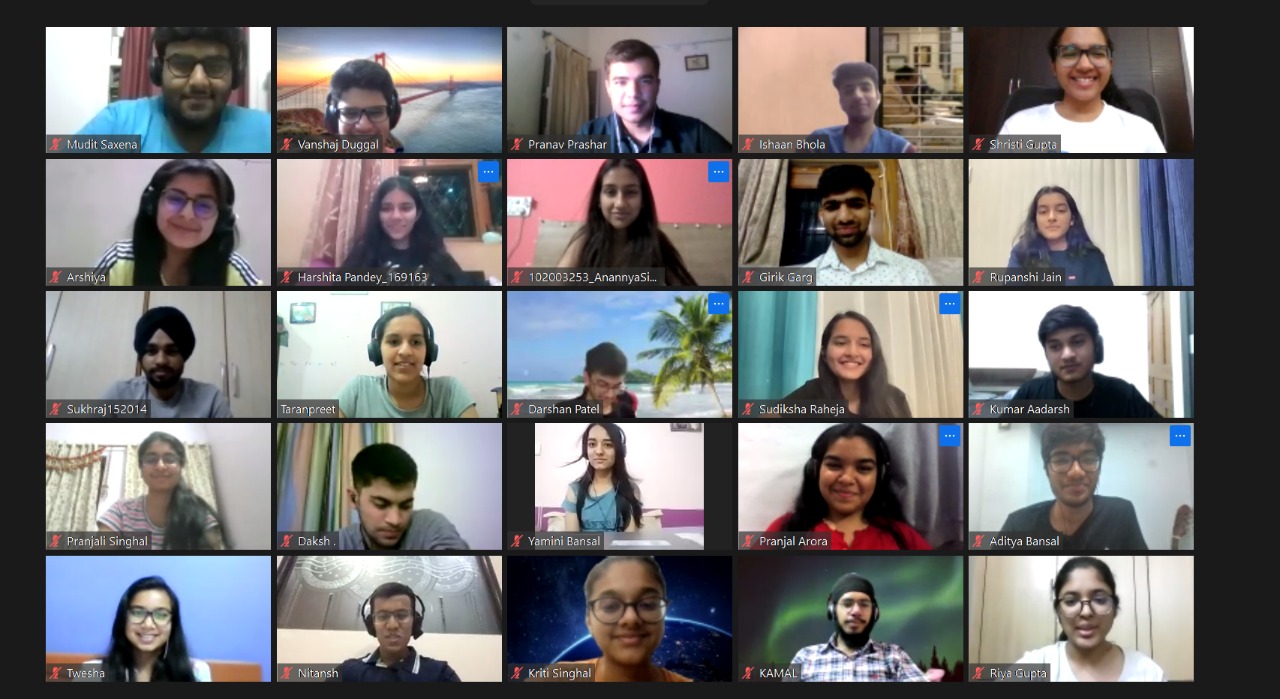 Mudit Saxena
Vanshaj Duggal
Pranav Prashar
Ishaan Bhola
Shristi Gupta
Arshiya
Harshita Pandey_169163
102003253_AnannyaSi...
Girik Garg
Rupanshi Jain
Sukhraj152014
Taranpreet
Darshan Patel
Sudiksha Raheja
Kumar Aadarsh
Pranjali Singhal
Daksh .
Yamini Bansal
Pranjal Arora
Aditya Bansal
Twesha
Nitansh
Kriti Singhal
KAMAL
Riya Gupta